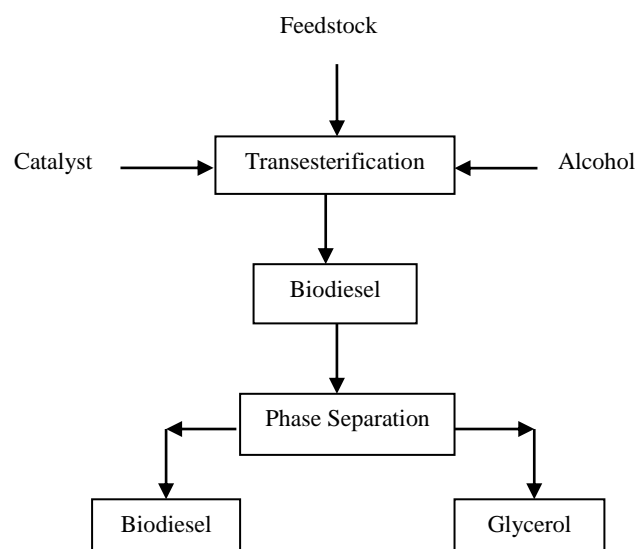 Feedstock
Catalyst
Transesterification
Alcohol
Biodiesel
Phase Separation
Biodiesel
Glycerol